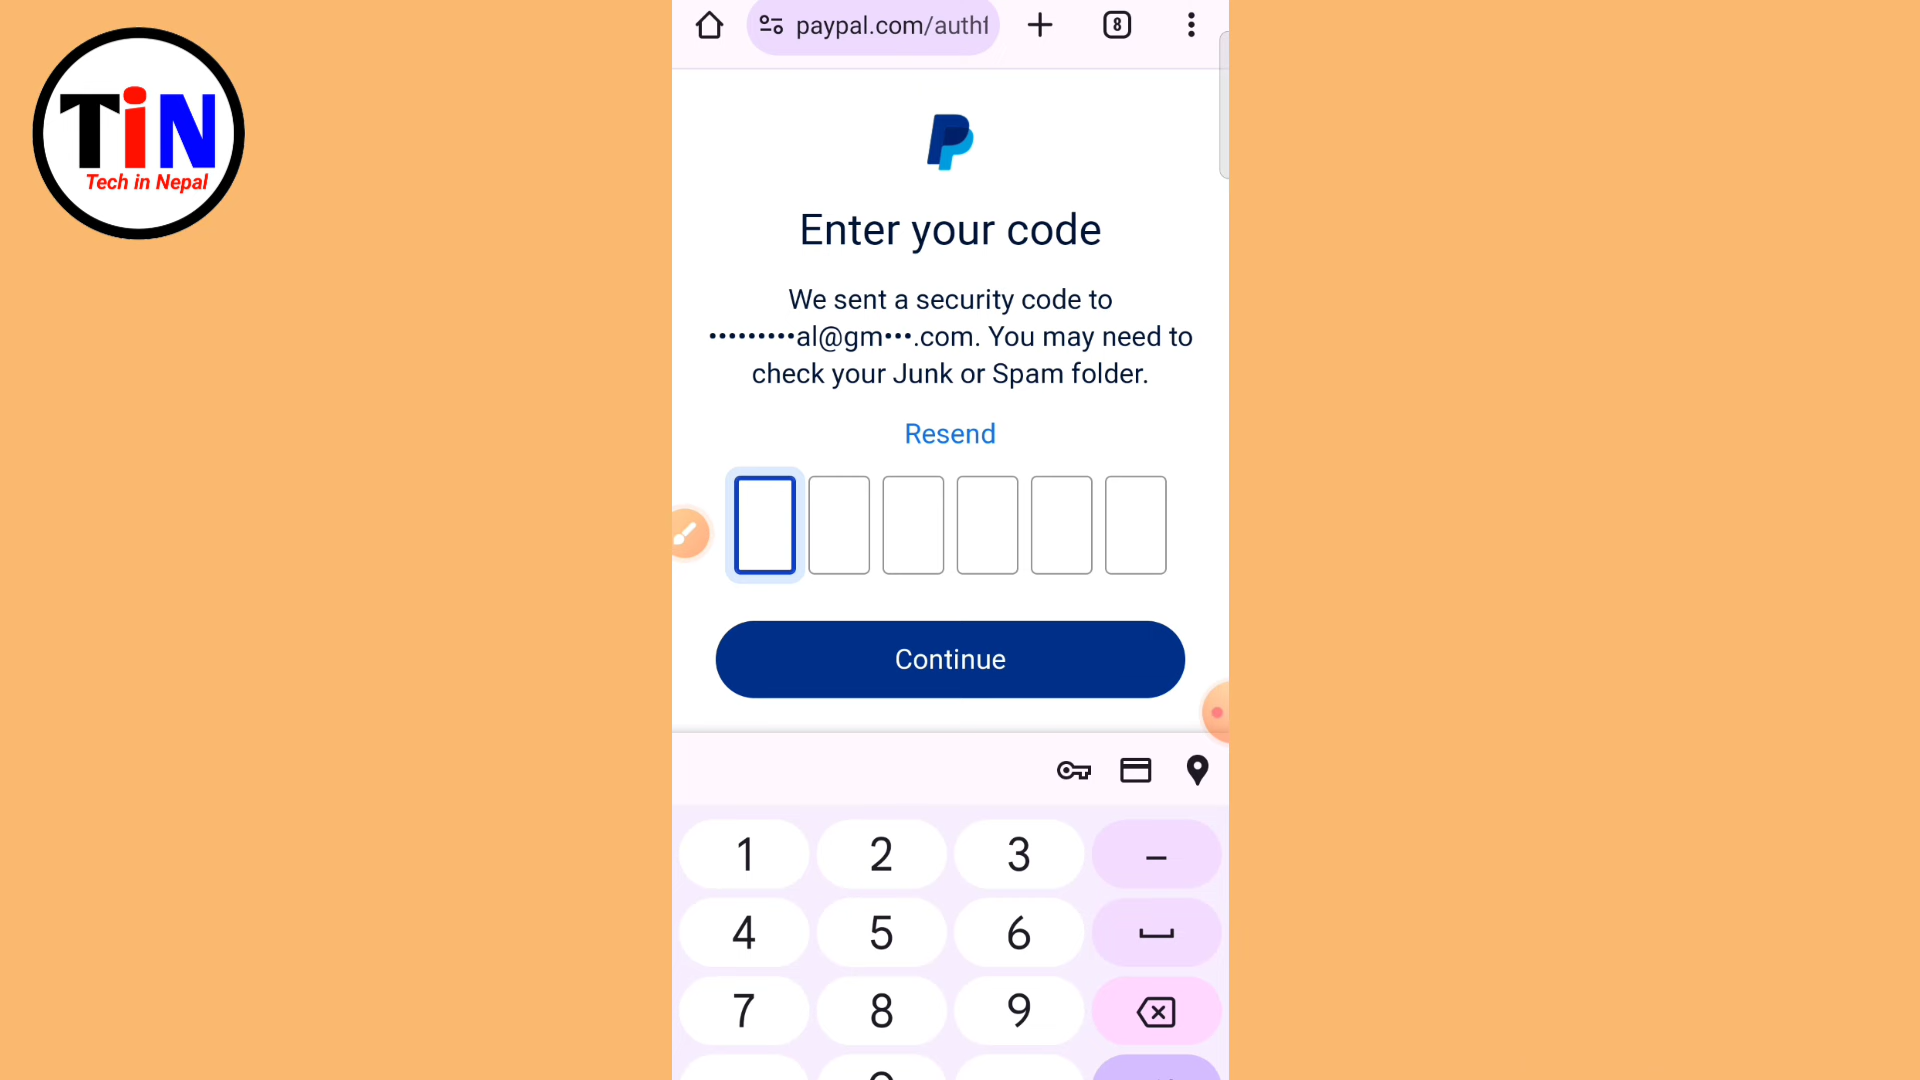 TiN
Tech in Nepal
paypal.com/authf
8
Enter your code
We sent a security code to
•••••••••al@gm•••.com. You may need to
check your Junk or Spam folder.
Resend
Continue
1 2 3 –
4 5 6
7 8 9